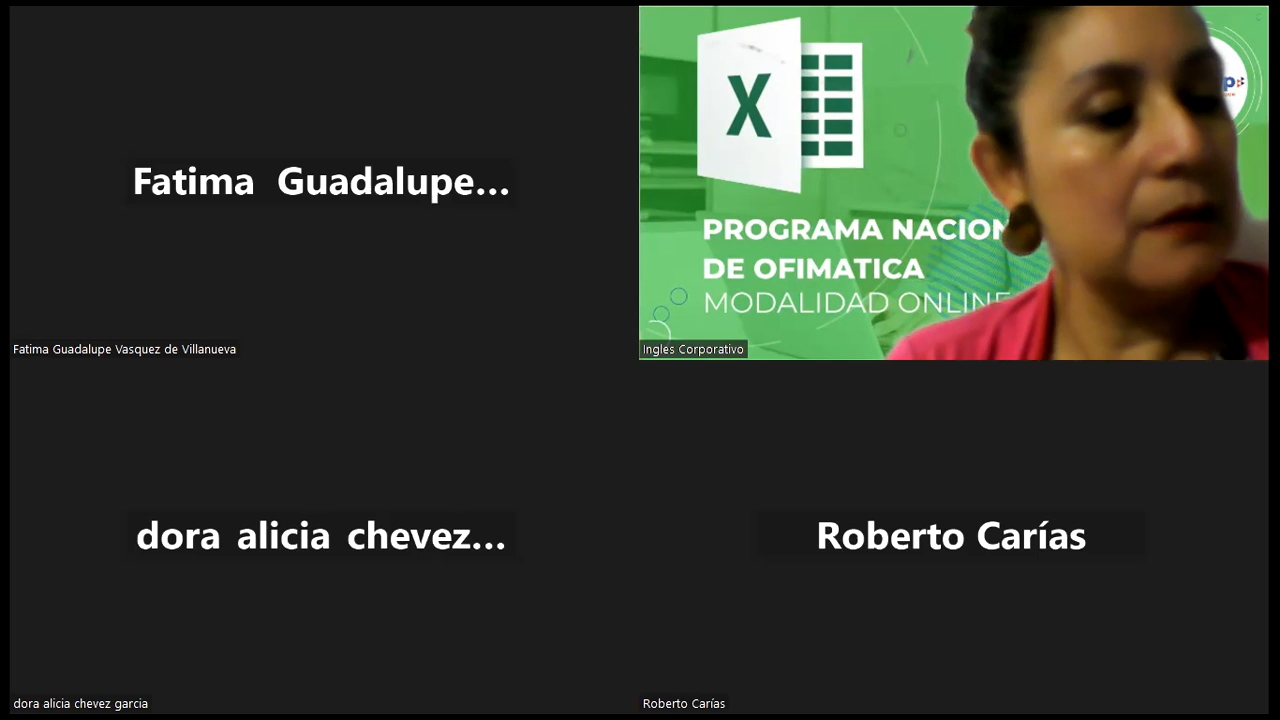 Fatima Guadalupe...
Fatima Guadalupe Vasquez de Villanueva
X
PROGRAMA NACION
DE OFIMATICA
MODALIDAD ONLINE
p
Ingles Corporativo
dora alicia chevez...
dora alicia chevez garcia
Roberto Carías
Roberto Carías